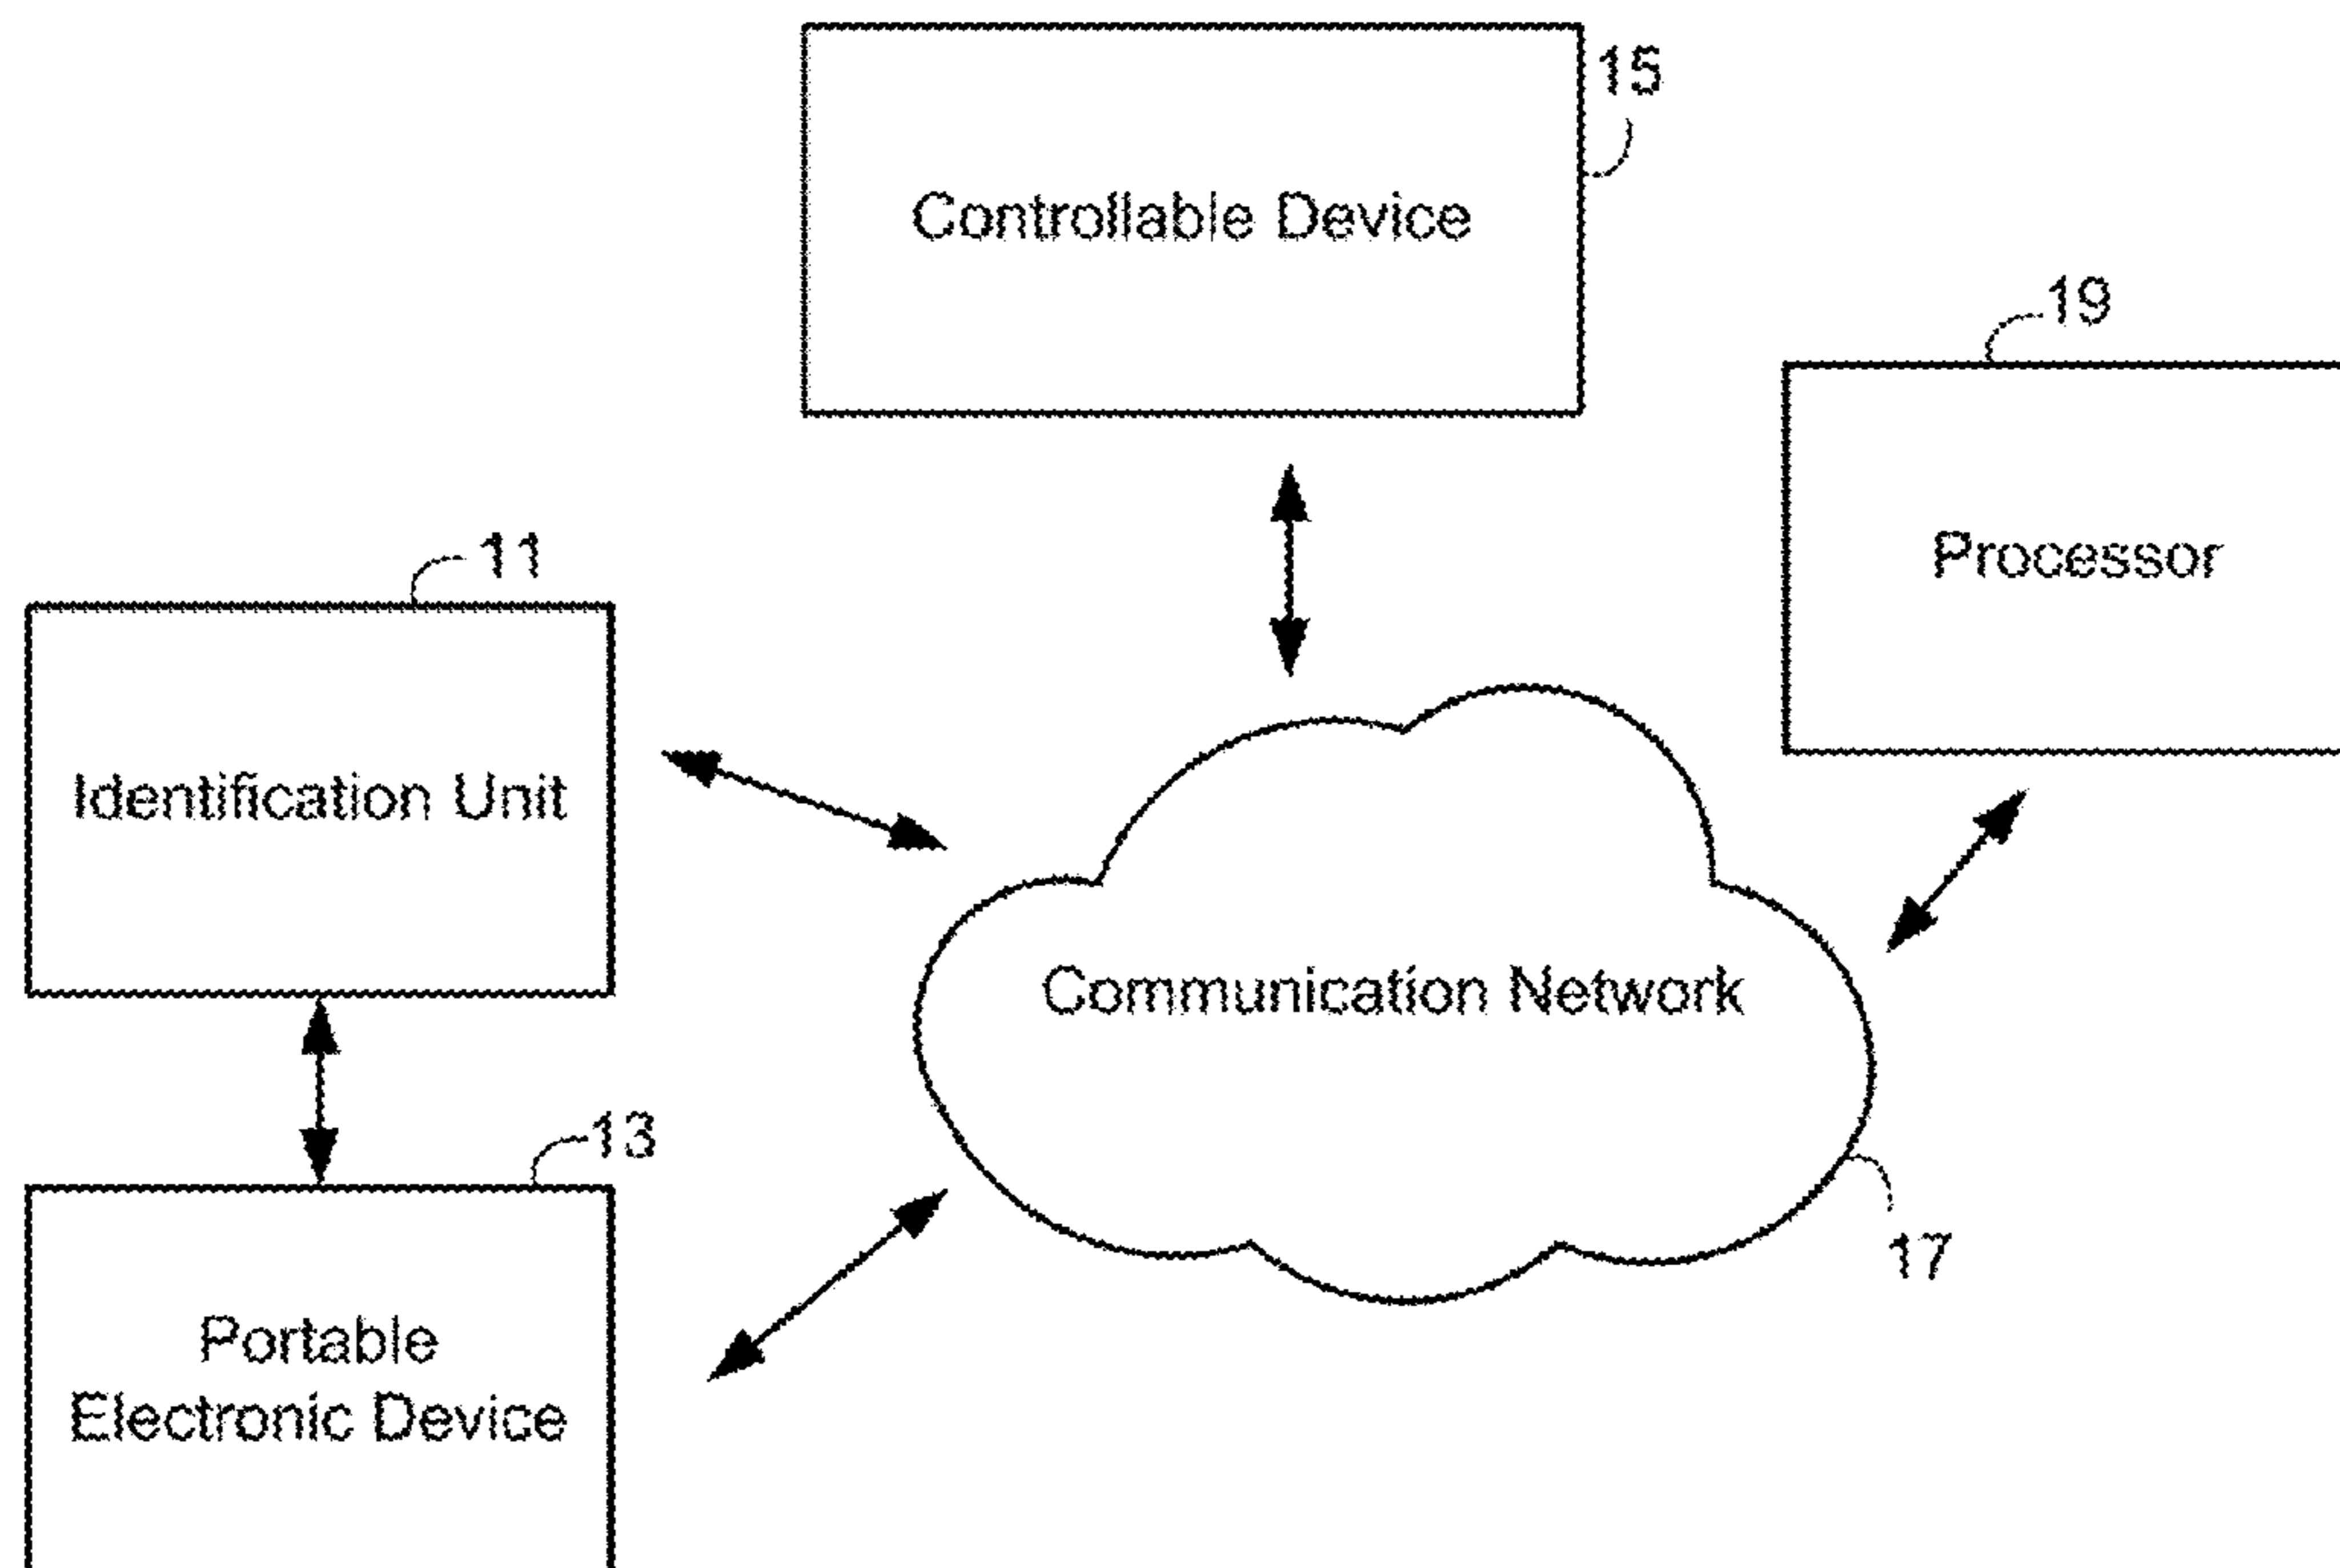 15
Controllable Device
19
Processor
11
Identification Unit
Communication Network
13
17
Portable
Electronic Device